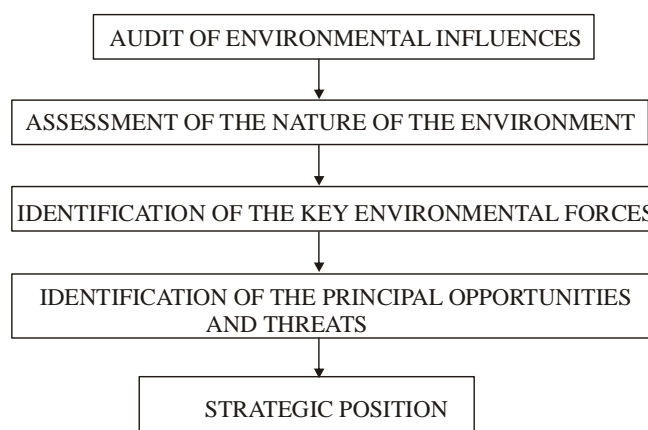 AUDIT OF ENVIRONMENTAL INFLUENCES
ASSESSMENT OF THE NATURE OF THE ENVIRONMENT
IDENTIFICATION OF THE KEY ENVIRONMENTAL FORCES
IDENTIFICATION OF THE PRINCIPAL OPPORTUNITIES
AND THREATS
STRATEGIC POSITION